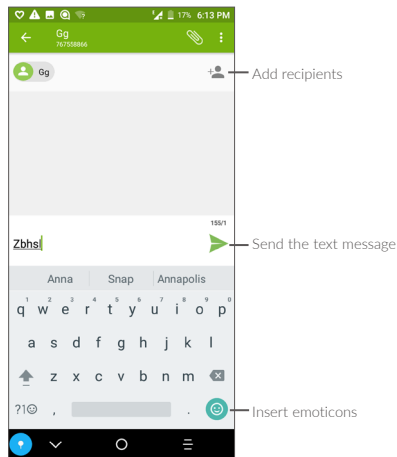 17% 6:13 PM
Gg
767558866
Gg
Add recipients
155/1
Zbhsl
Send the text message
Anna Snap Annapolis
1 2 3 4 5 6 7 8 9 0
q w e r t y u i o p
a s d f g h j k l
z x c v b n m
?1☺ , .
Insert emoticons